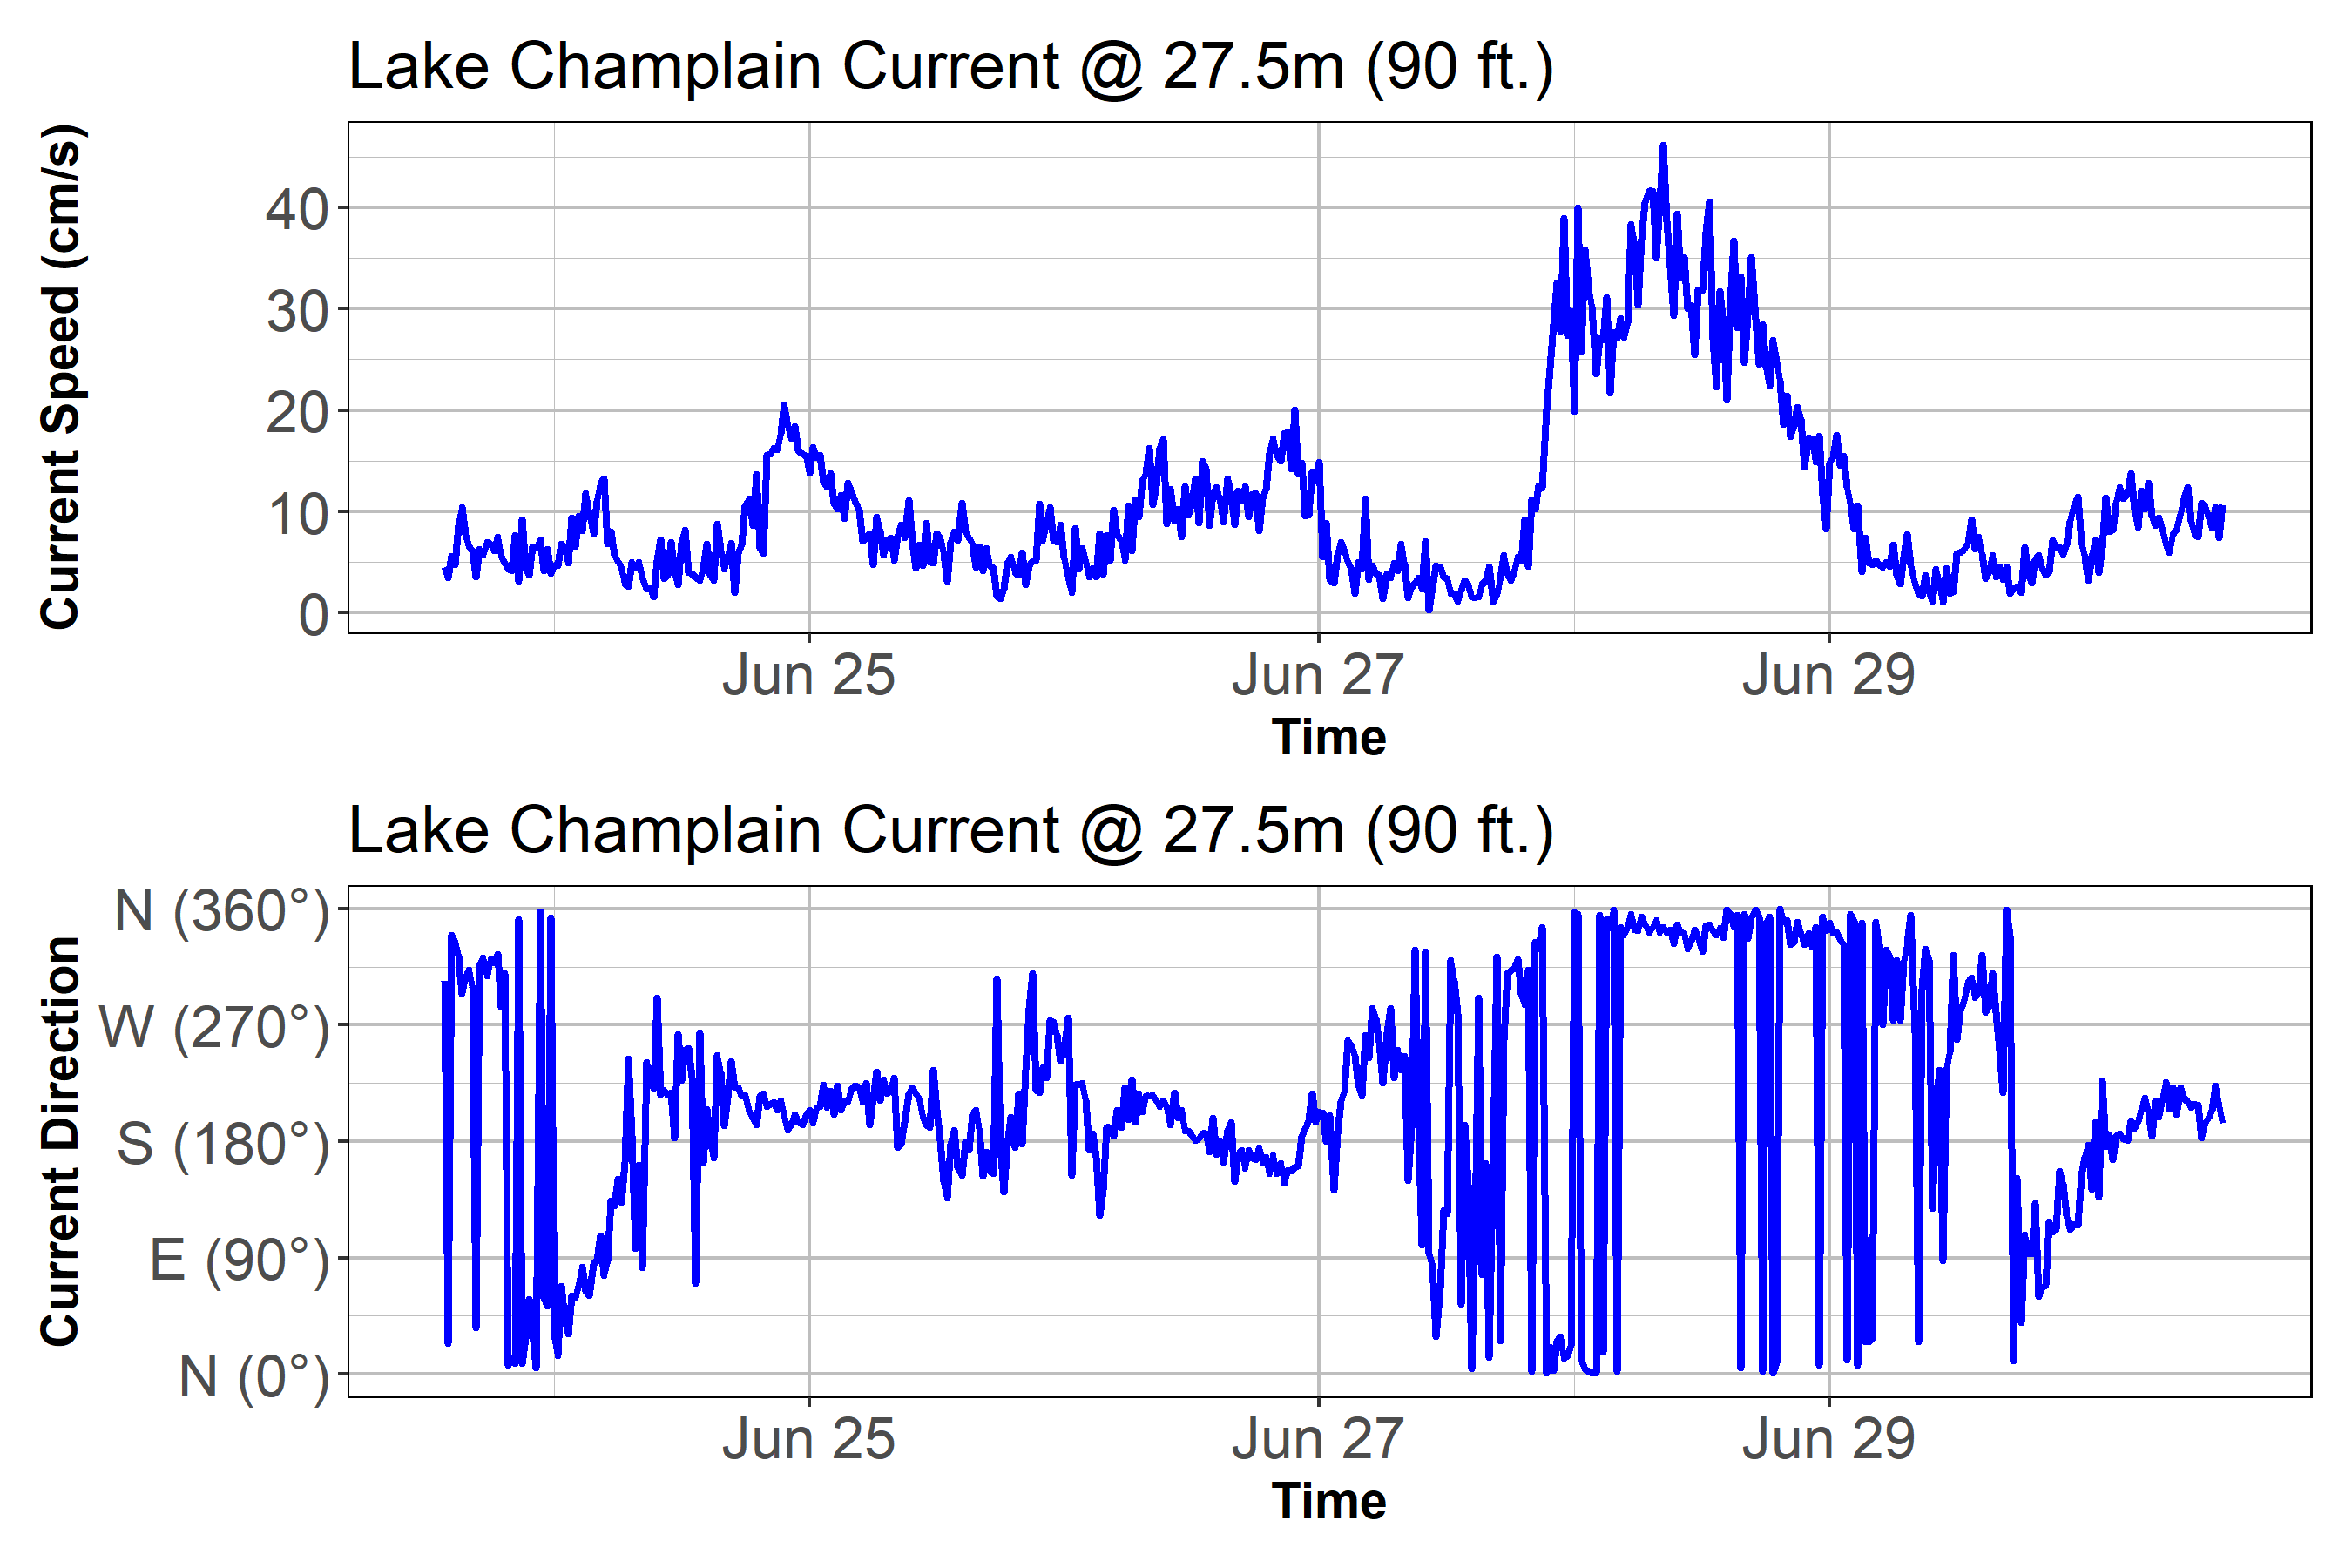 Lake Champlain Current @ 27.5m (90 ft.)
Current Speed (cm/s)
40
30
20
10
0
Jun 25 Jun 27 Jun 29
Time
Lake Champlain Current @ 27.5m (90 ft.)
Current Direction
N (360°)
W (270°)
S (180°)
E (90°)
N (0°)
Jun 25 Jun 27 Jun 29
Time